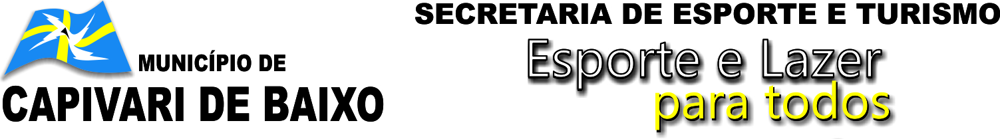 MUNICÍPIO DE
CAPIVARI DE BAIXO
SECRETARIA DE ESPORTE E TURISMO
Esporte e Lazer
para todos